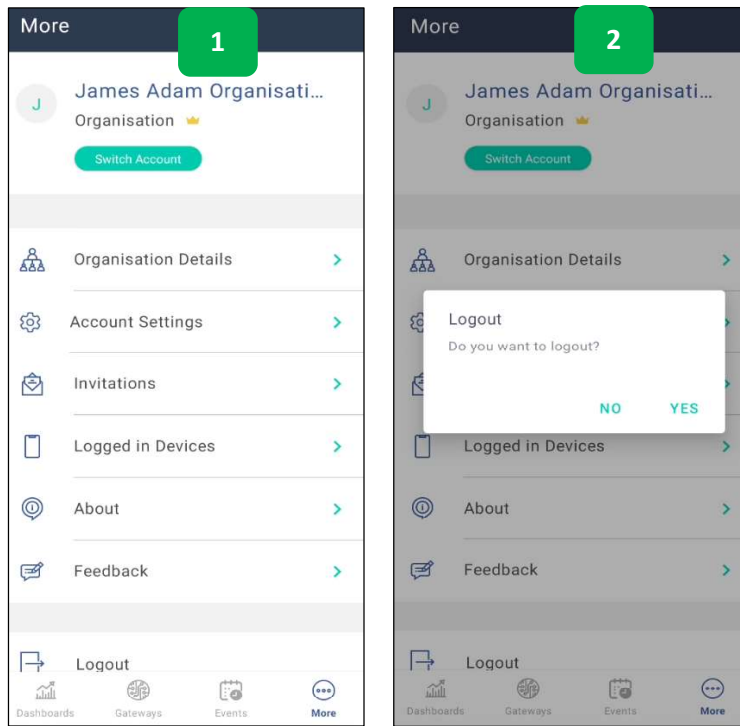 More
1
J
James Adam Organisati...
Organisation
Switch Account
Organisation Details
Account Settings
Invitations
Logged in Devices
About
Feedback
Logout
Dashboards Gateways Events More
More
2
J
James Adam Organisati...
Organisation
Switch Account
Organisation Details
Logout
Do you want to logout?
NO YES
Logged in Devices
About
Feedback
Logout
Dashboards Gateways Events More